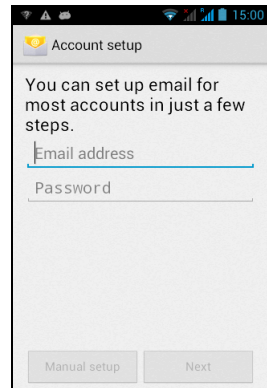 15:00
Account setup
You can set up email for
most accounts in just a few
steps.
Email address
Password
Manual setup
Next